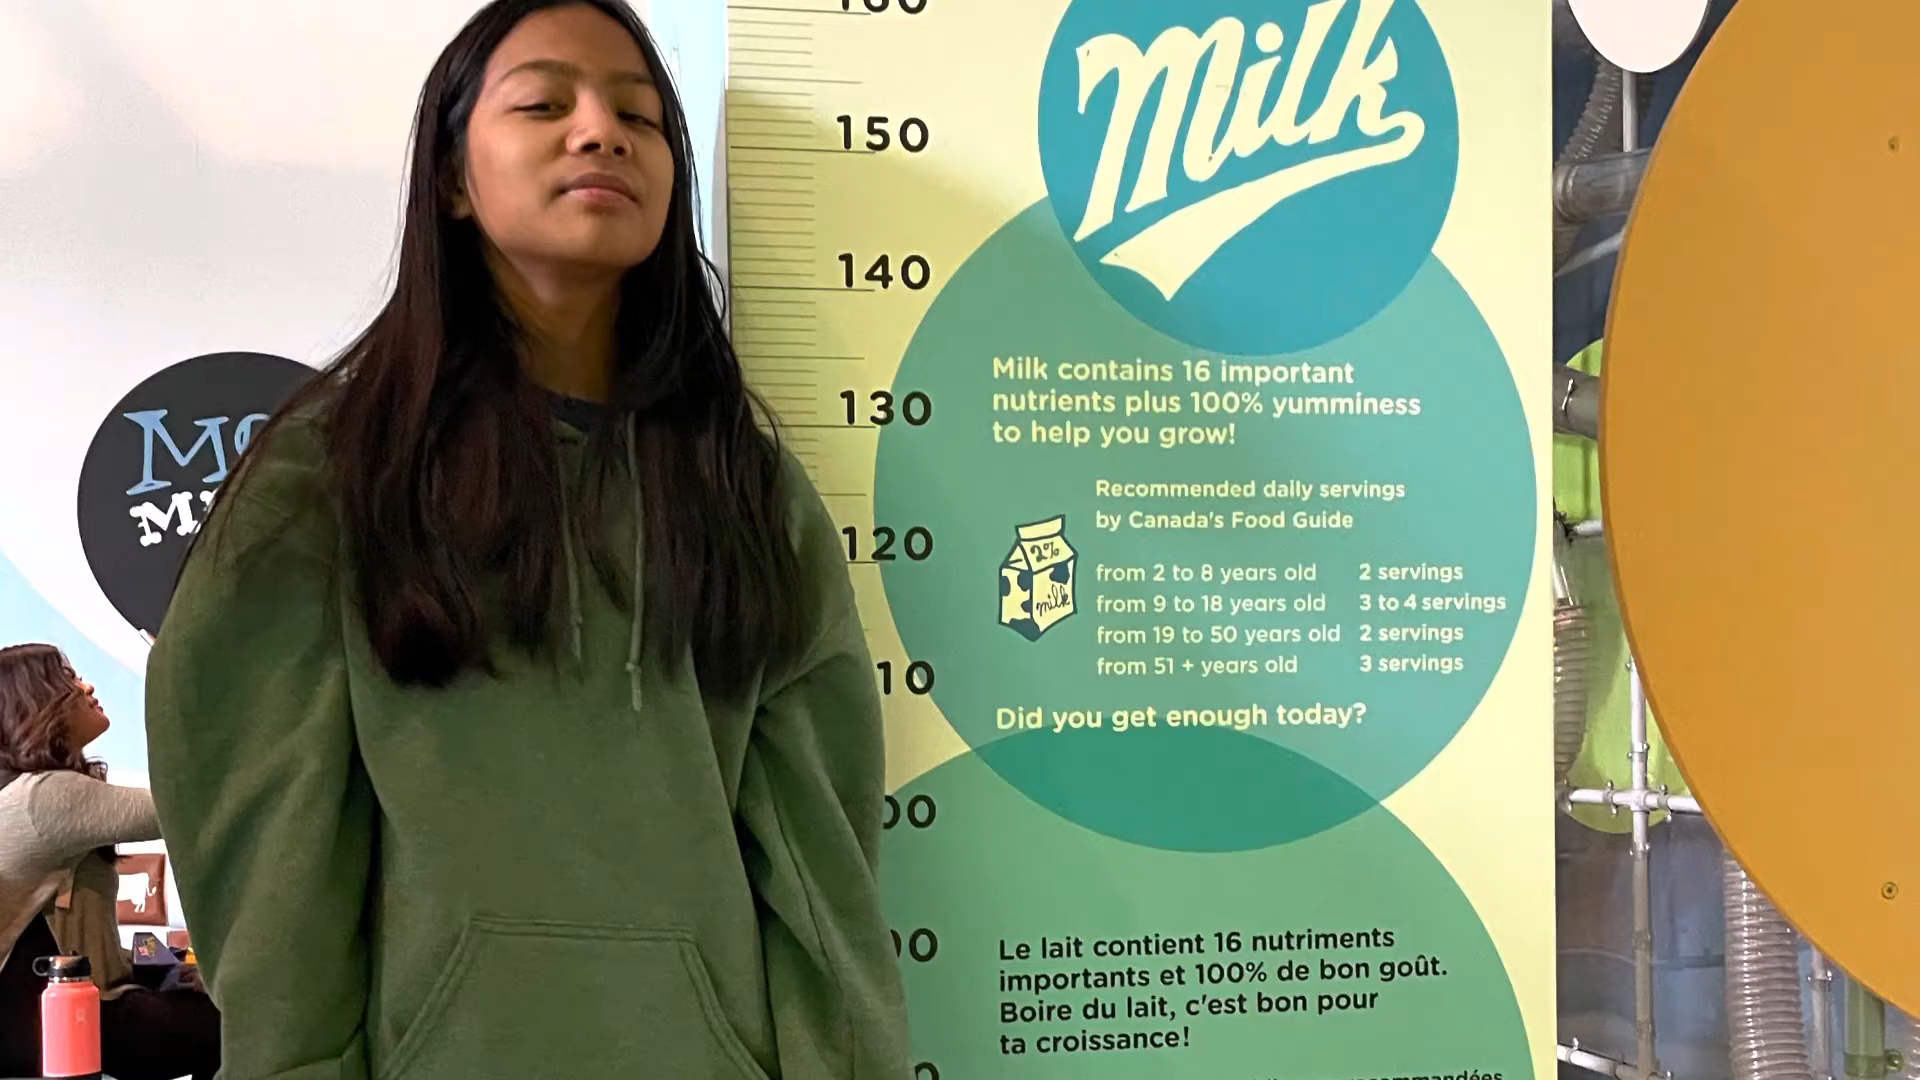 160
150
140
130
120
10
00
0
Milk
Milk contains 16 important
nutrients plus 100% yumminess
to help you grow!
Recommended daily servings
by Canada's Food Guide
2%
milk
from 2 to 8 years old 2 servings
from 9 to 18 years old 3 to 4 servings
from 19 to 50 years old 2 servings
from 51 + years old 3 servings
Did you get enough today?
Le lait contient 16 nutriments
importants et 100% de bon goût.
Boire du lait, c'est bon pour
ta croissance!